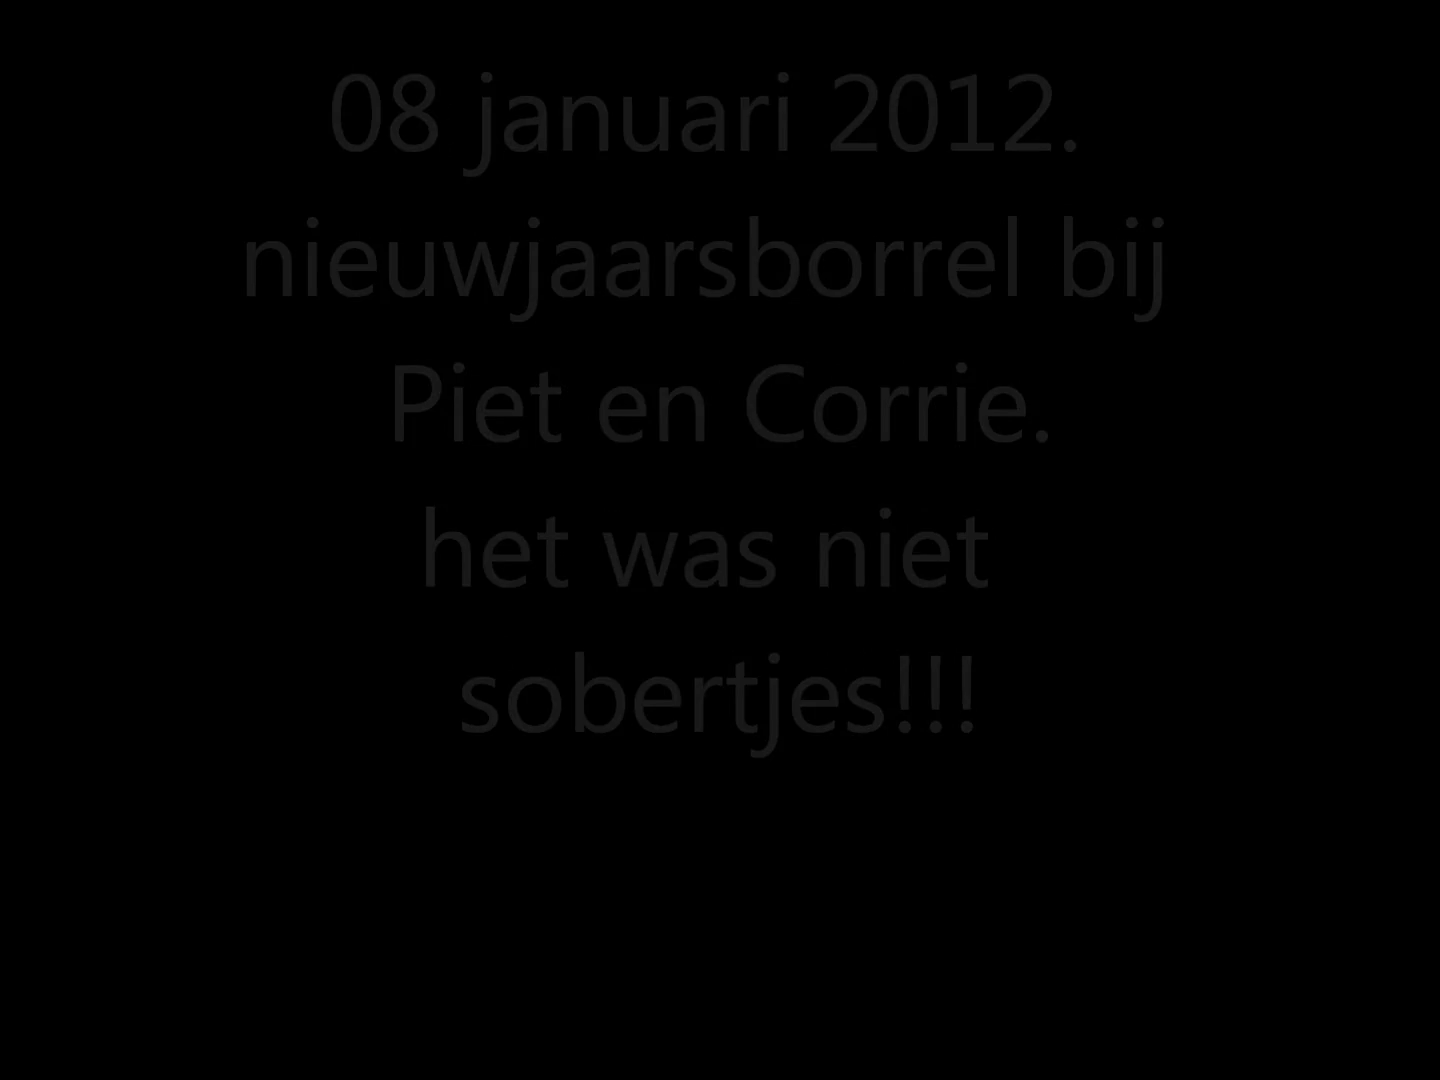 08 januari 2012.
nieuwjaarsborrel bij
Piet en Corrie.
het was niet
sobertjes!!!